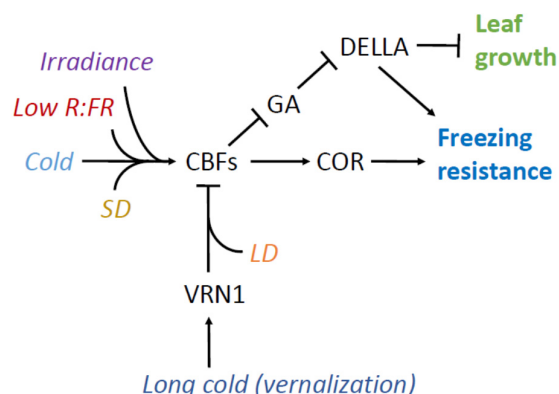 Leaf
growth
DELLA
Irradiance
GA
Low R:FR
Freezing
resistance
Cold
CBFs
COR
SD
LD
VRN1
Long cold (vernalization)